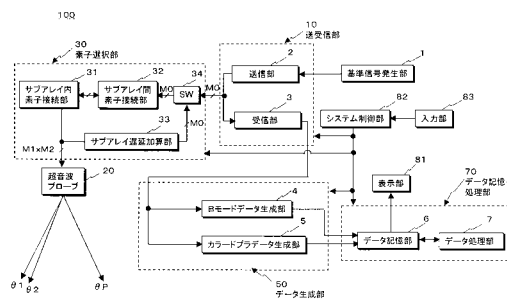 100
10
送受信部
30
素子選択部
31
サブアレイ内
素子接続部
32
サブアレイ間
素子接続部
34
SW
M0
M0
M0
33
サブアレイ遅延加算部
2
送信部
3
受信部
1
基準信号発生部
82
システム制御部
83
入力部
M1xM2
超音波
プローブ
20
81
表示部
70
データ記憶
処理部
4
Bモードデータ生成部
5
カラードプラデータ生成部
6
データ記憶部
7
データ処理部
50
データ生成部
θ1
θ2
θP